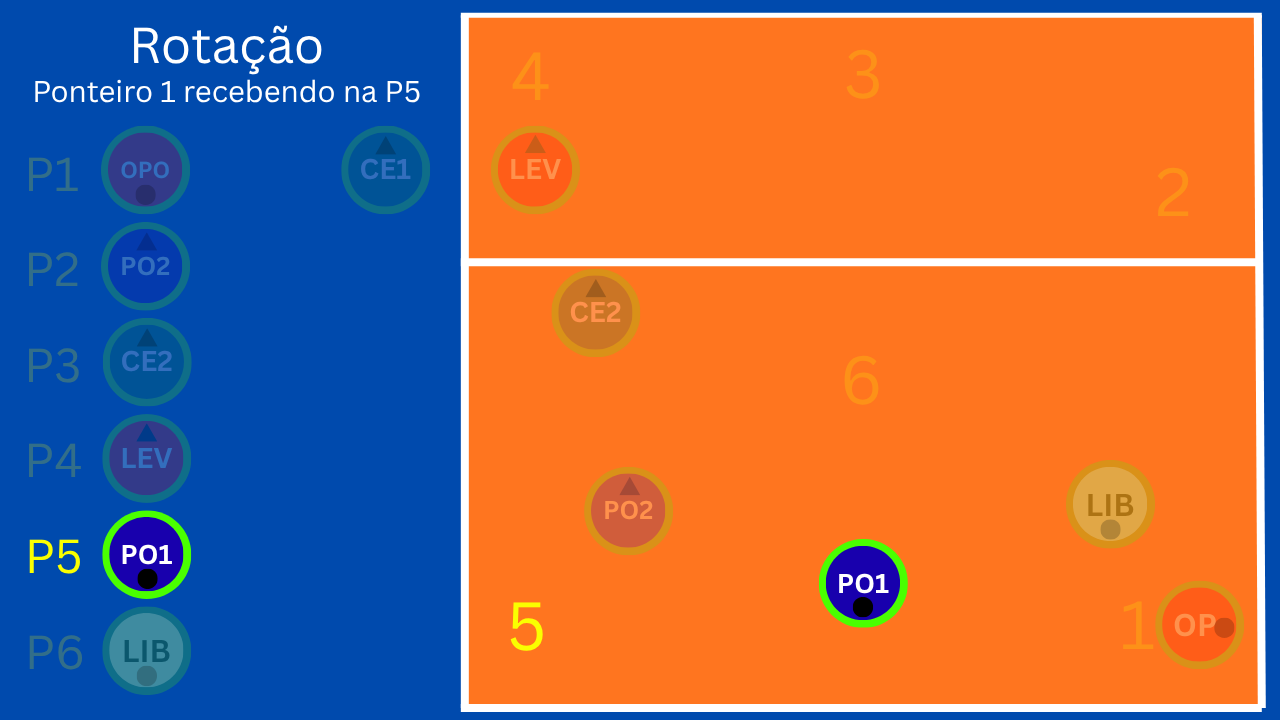 Rotação
Ponteiro 1 recebendo na P5
P1 OPO CE1
P2 PO2
P3 CE2
P4 LEV
P5 PO1
P6 LIB
4 3
LEV
2
CE2
6
PO2 LIB
PO1
5 1 OP